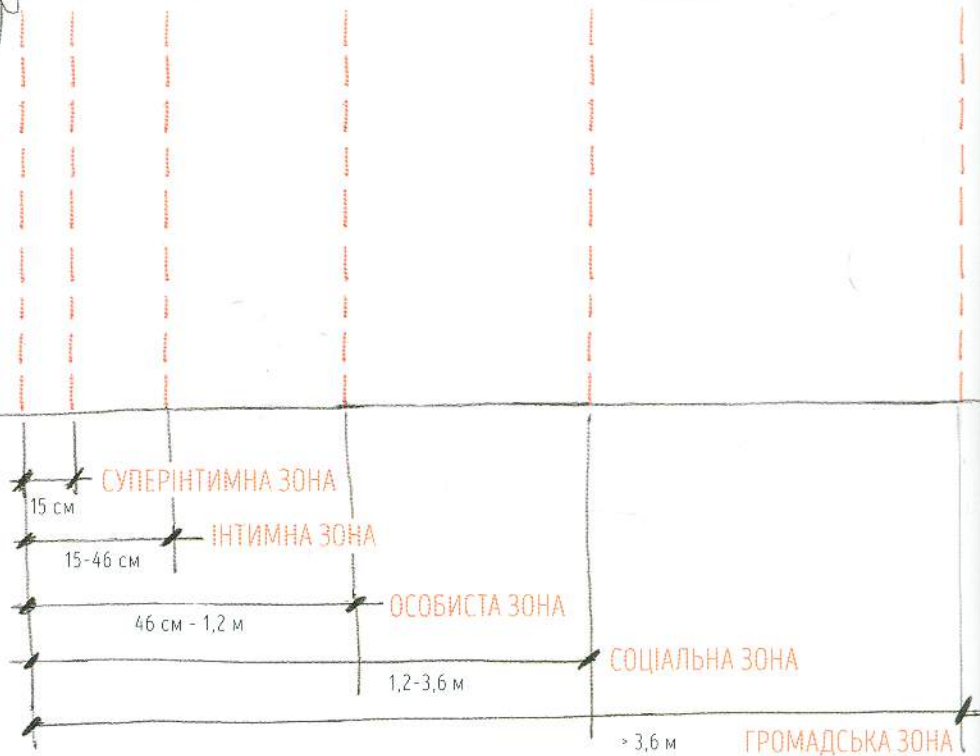 СУПЕРІНТИМНА ЗОНА
15 см
ІНТИМНА ЗОНА
15-46 см
ОСОБИСТА ЗОНА
46 см - 1,2 м
СОЦІАЛЬНА ЗОНА
1,2-3,6 м
> 3,6 м ГРОМАДСЬКА ЗОНА